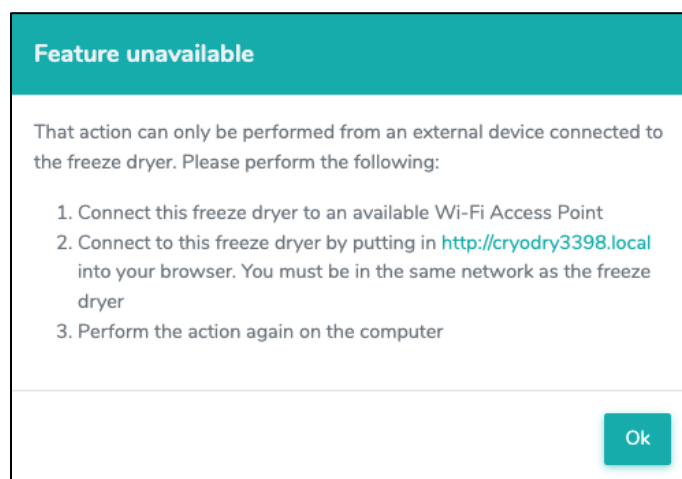 Feature unavailable
That action can only be performed from an external device connected to
the freeze dryer. Please perform the following:
1. Connect this freeze dryer to an available Wi-Fi Access Point
2. Connect to this freeze dryer by putting in http://cryodry3398.local
into your browser. You must be in the same network as the freeze
dryer
3. Perform the action again on the computer
Ok